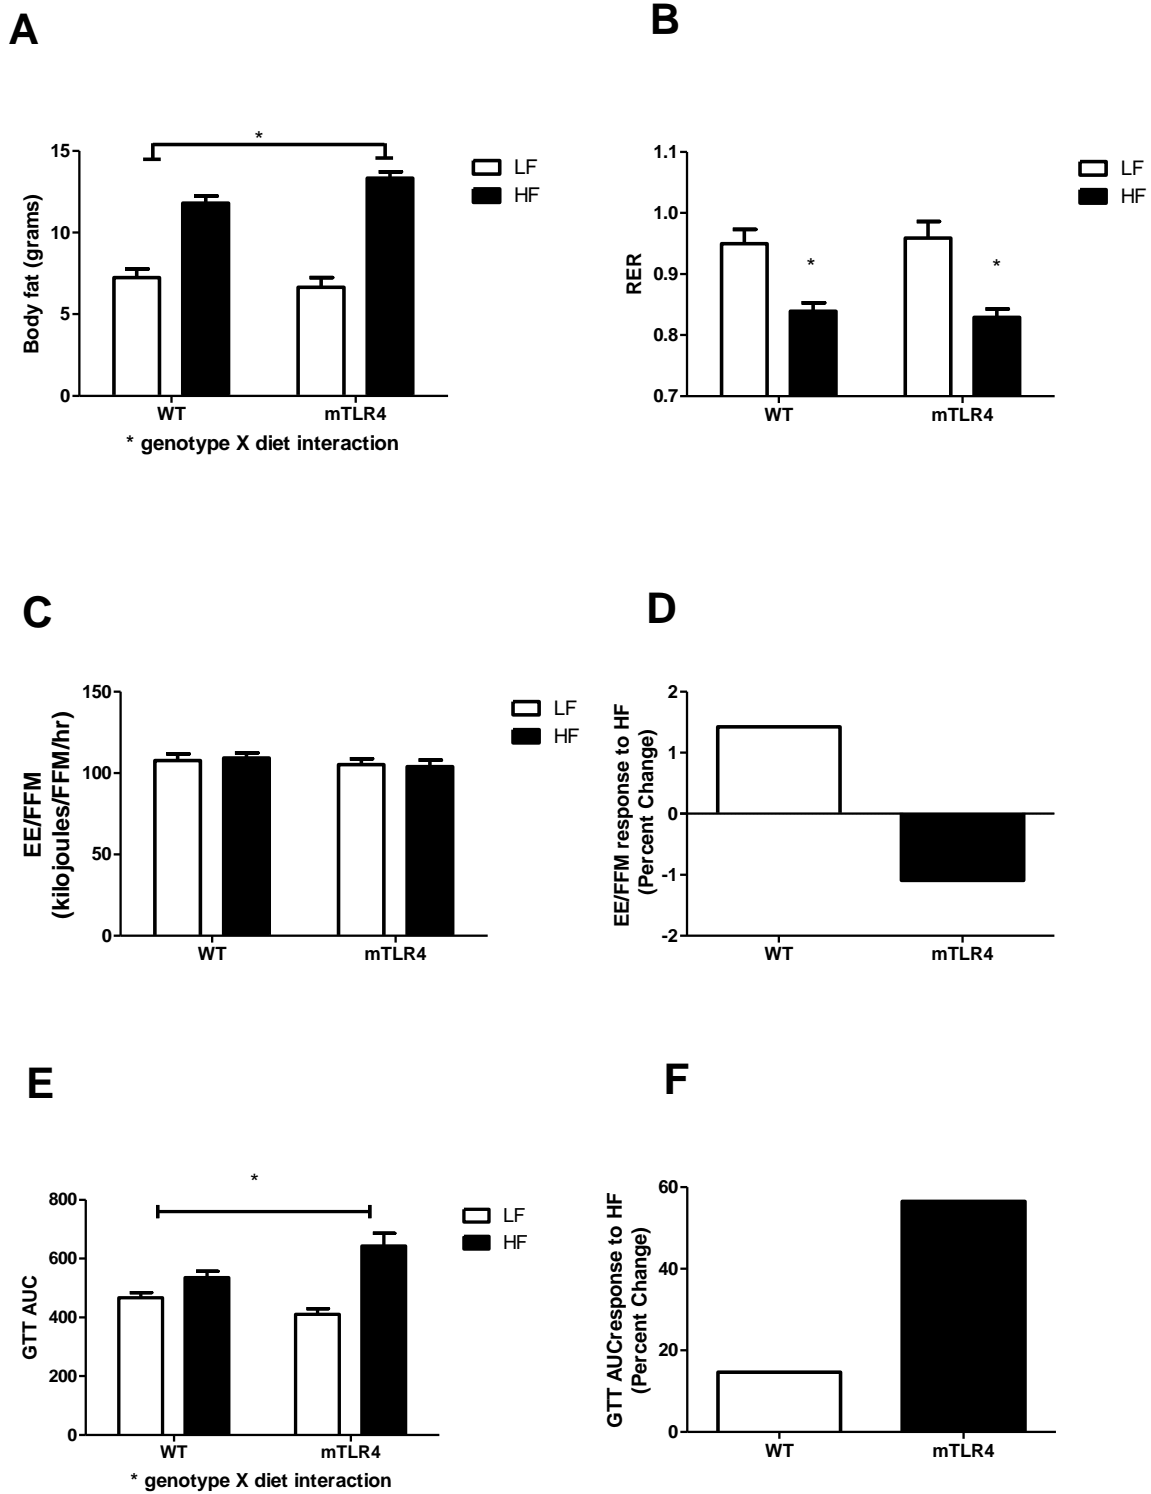 A
B
*
15
10
5
0
Body fat (grams)
LF
HF
WT
mTLR4
* genotype X diet interaction
1.1
1.0
0.9
0.8
0.7
RER
*
*
LF
HF
WT
mTLR4
C
D
150
100
50
0
EE/FFM
(kilojoules/FFM/hr)
LF
HF
WT
mTLR4
2
1
0
-1
-2
EE/FFM response to HF
(Percent Change)
WT
mTLR4
E
F
*
800
600
400
200
0
GTT AUC
LF
HF
WT
mTLR4
* genotype X diet interaction
60
40
20
0
GTT AUCresponse to HF
(Percent Change)
WT
mTLR4